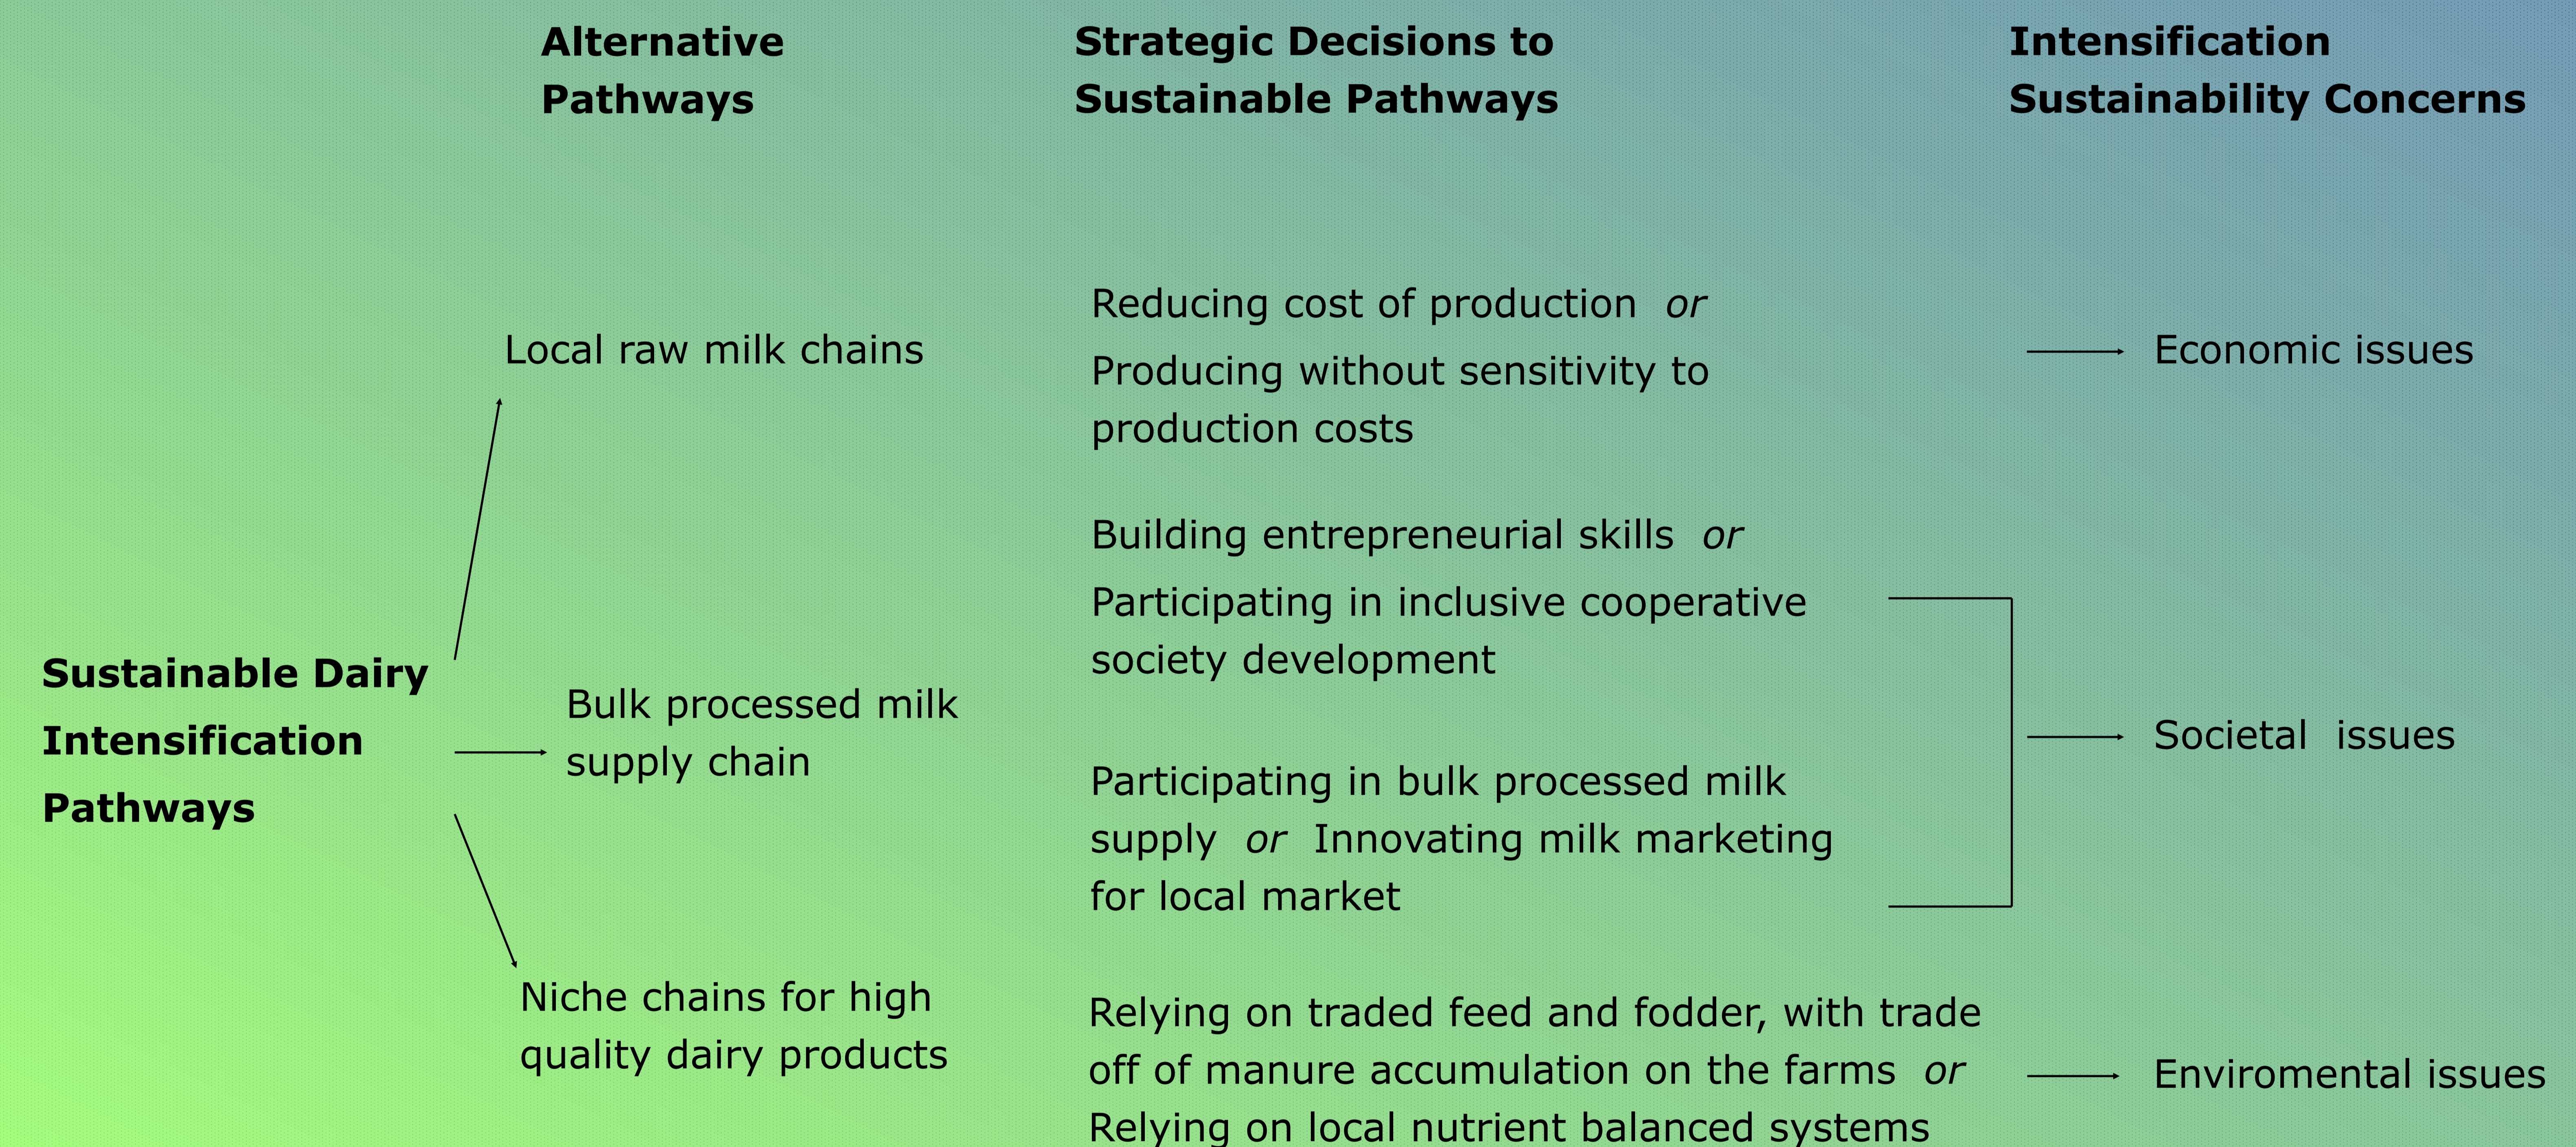 Alternative
Pathways
Strategic Decisions to
Sustainable Pathways
Intensification
Sustainability Concerns
Sustainable Dairy
Intensification
Pathways
Local raw milk chains
Bulk processed milk
supply chain
Niche chains for high
quality dairy products
Reducing cost of production or
Producing without sensitivity to
production costs
Building entrepreneurial skills or
Participating in inclusive cooperative
society development
Participating in bulk processed milk
supply or Innovating milk marketing
for local market
Relying on traded feed and fodder, with trade
off of manure accumulation on the farms or
Relying on local nutrient balanced systems
Economic issues
Societal issues
Enviromental issues